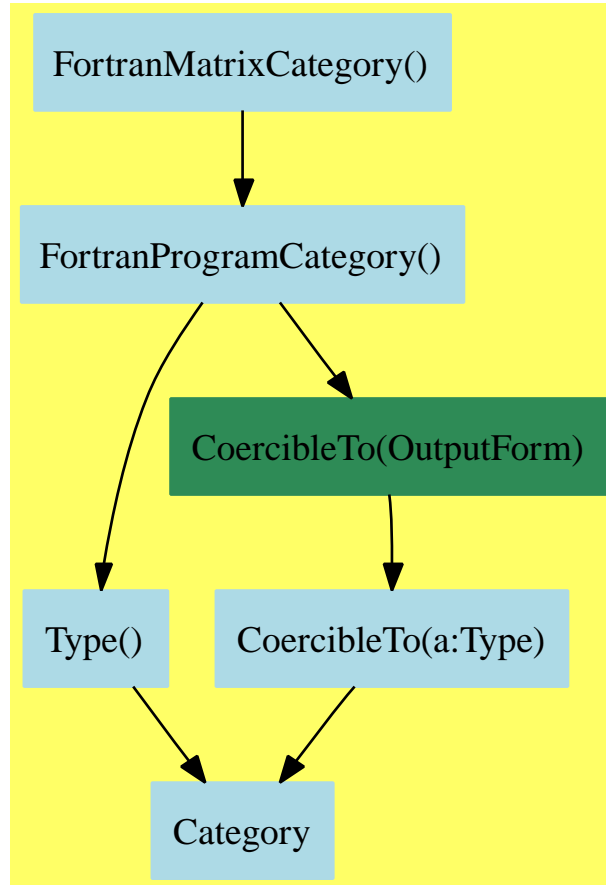 FortranMatrixCategory()
FortranProgramCategory()
CoercibleTo(OutputForm)
Type()
CoercibleTo(a:Type)
Category